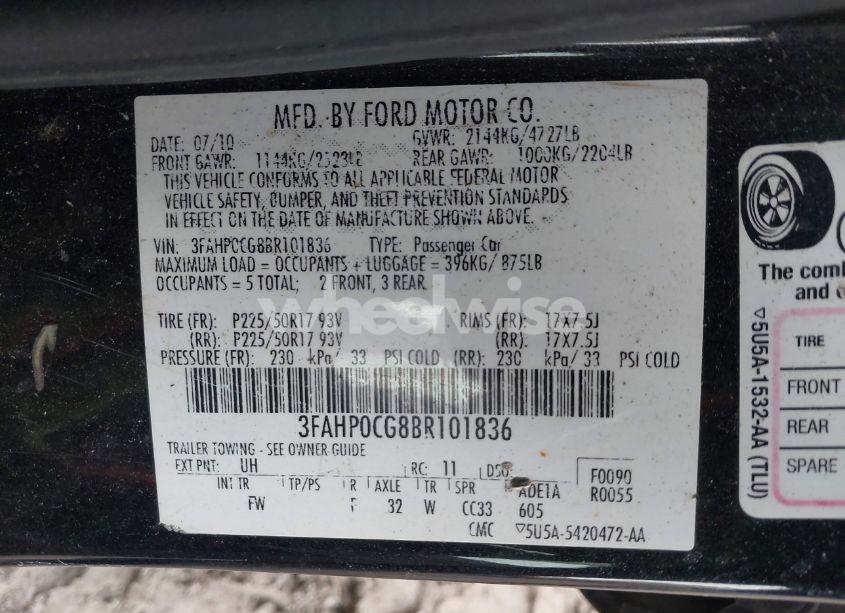 MFD. BY FORD MOTOR CO.
DATE: 07/10 GVWR: 2144KG/4727LB
FRONT GAWR: 1144KG/2523LB REAR GAWR: 1000KG/2204LB
THIS VEHICLE CONFORMS TO ALL APPLICABLE FEDERAL MOTOR
VEHICLE SAFETY, BUMPER, AND THEFT PREVENTION STANDARDS
IN EFFECT ON THE DATE OF MANUFACTURE SHOWN ABOVE.
VIN: 3FAHP0CG8BR101836 TYPE: Passenger Car
MAXIMUM LOAD = OCCUPANTS + LUGGAGE = 396KG/ 875LB
OCCUPANTS = 5 TOTAL; 2 FRONT, 3 REAR
wheelwise
TIRE (FR): P225/50R17 93V RIMS (FR): 17X7.5J
(RR): P225/50R17 93V (RR): 17X7.5J
PRESSURE (FR): 230 kPa/ 33 PSI COLD (RR): 230 kPa/ 33 PSI COLD
3FAHP0CG8BR101836
TRAILER TOWING - SEE OWNER GUIDE
EXT PNT: UH RC: 11 DSO: F0090
INT TR TP/PS R AXLE TR SPR ADE1A R0055
FW F 32 W CC33 605
CMC ▽5U5A-5420472-AA
The comb
and c
▽5U5A-1532-AA (TLU)
TIRE
FRONT
REAR
SPARE